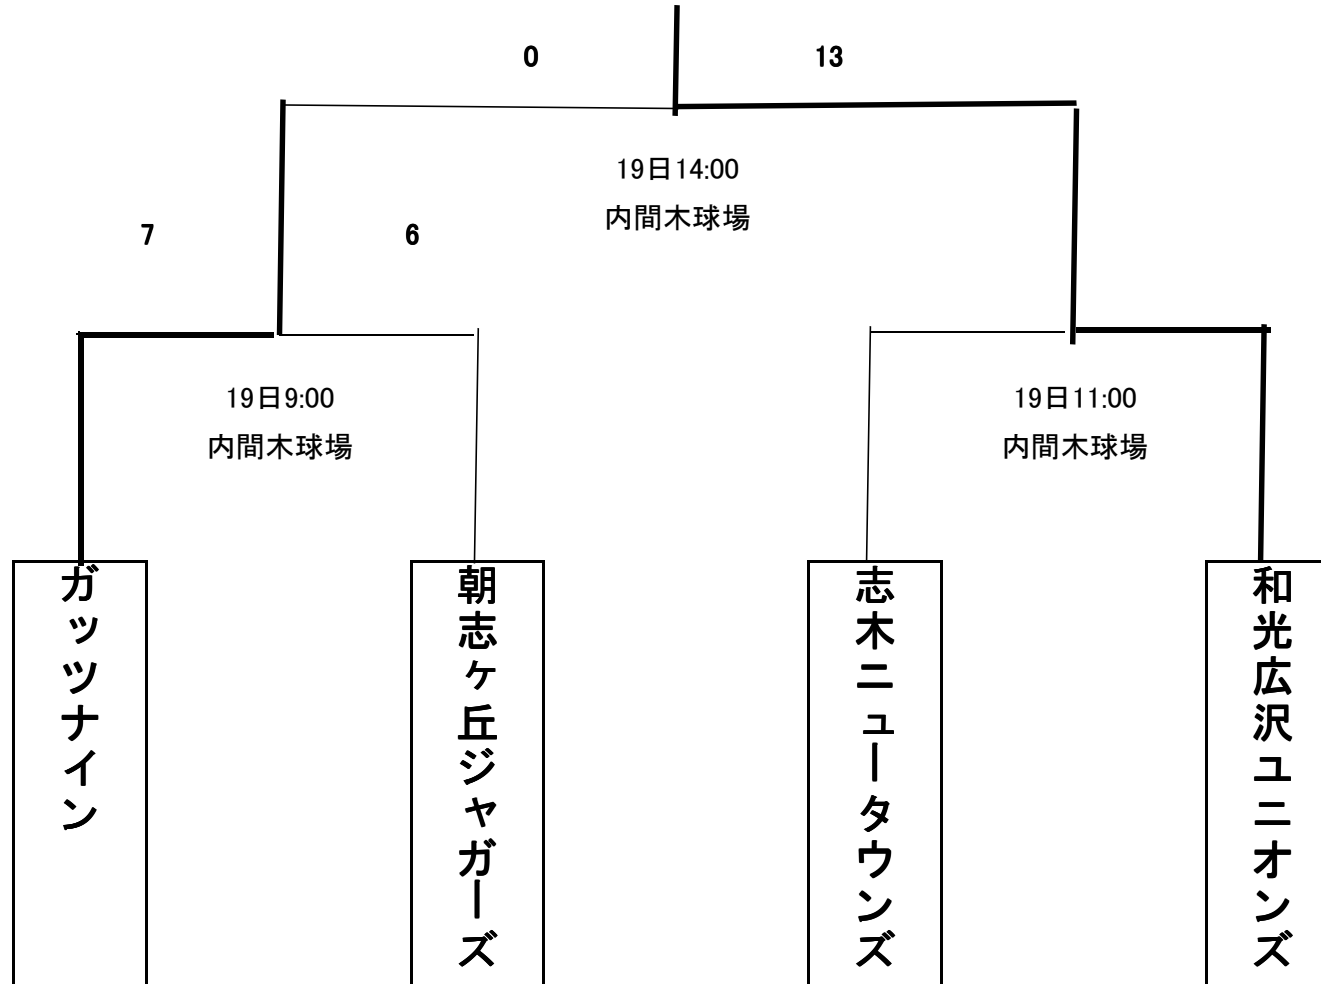 0
13
19日14:00
内間木球場
7
6
19日9:00
内間木球場
19日11:00
内間木球場
ガッツナイン
朝志ヶ丘ジャガーズ
志木ニュータウンズ
和光広沢ユニオンズ